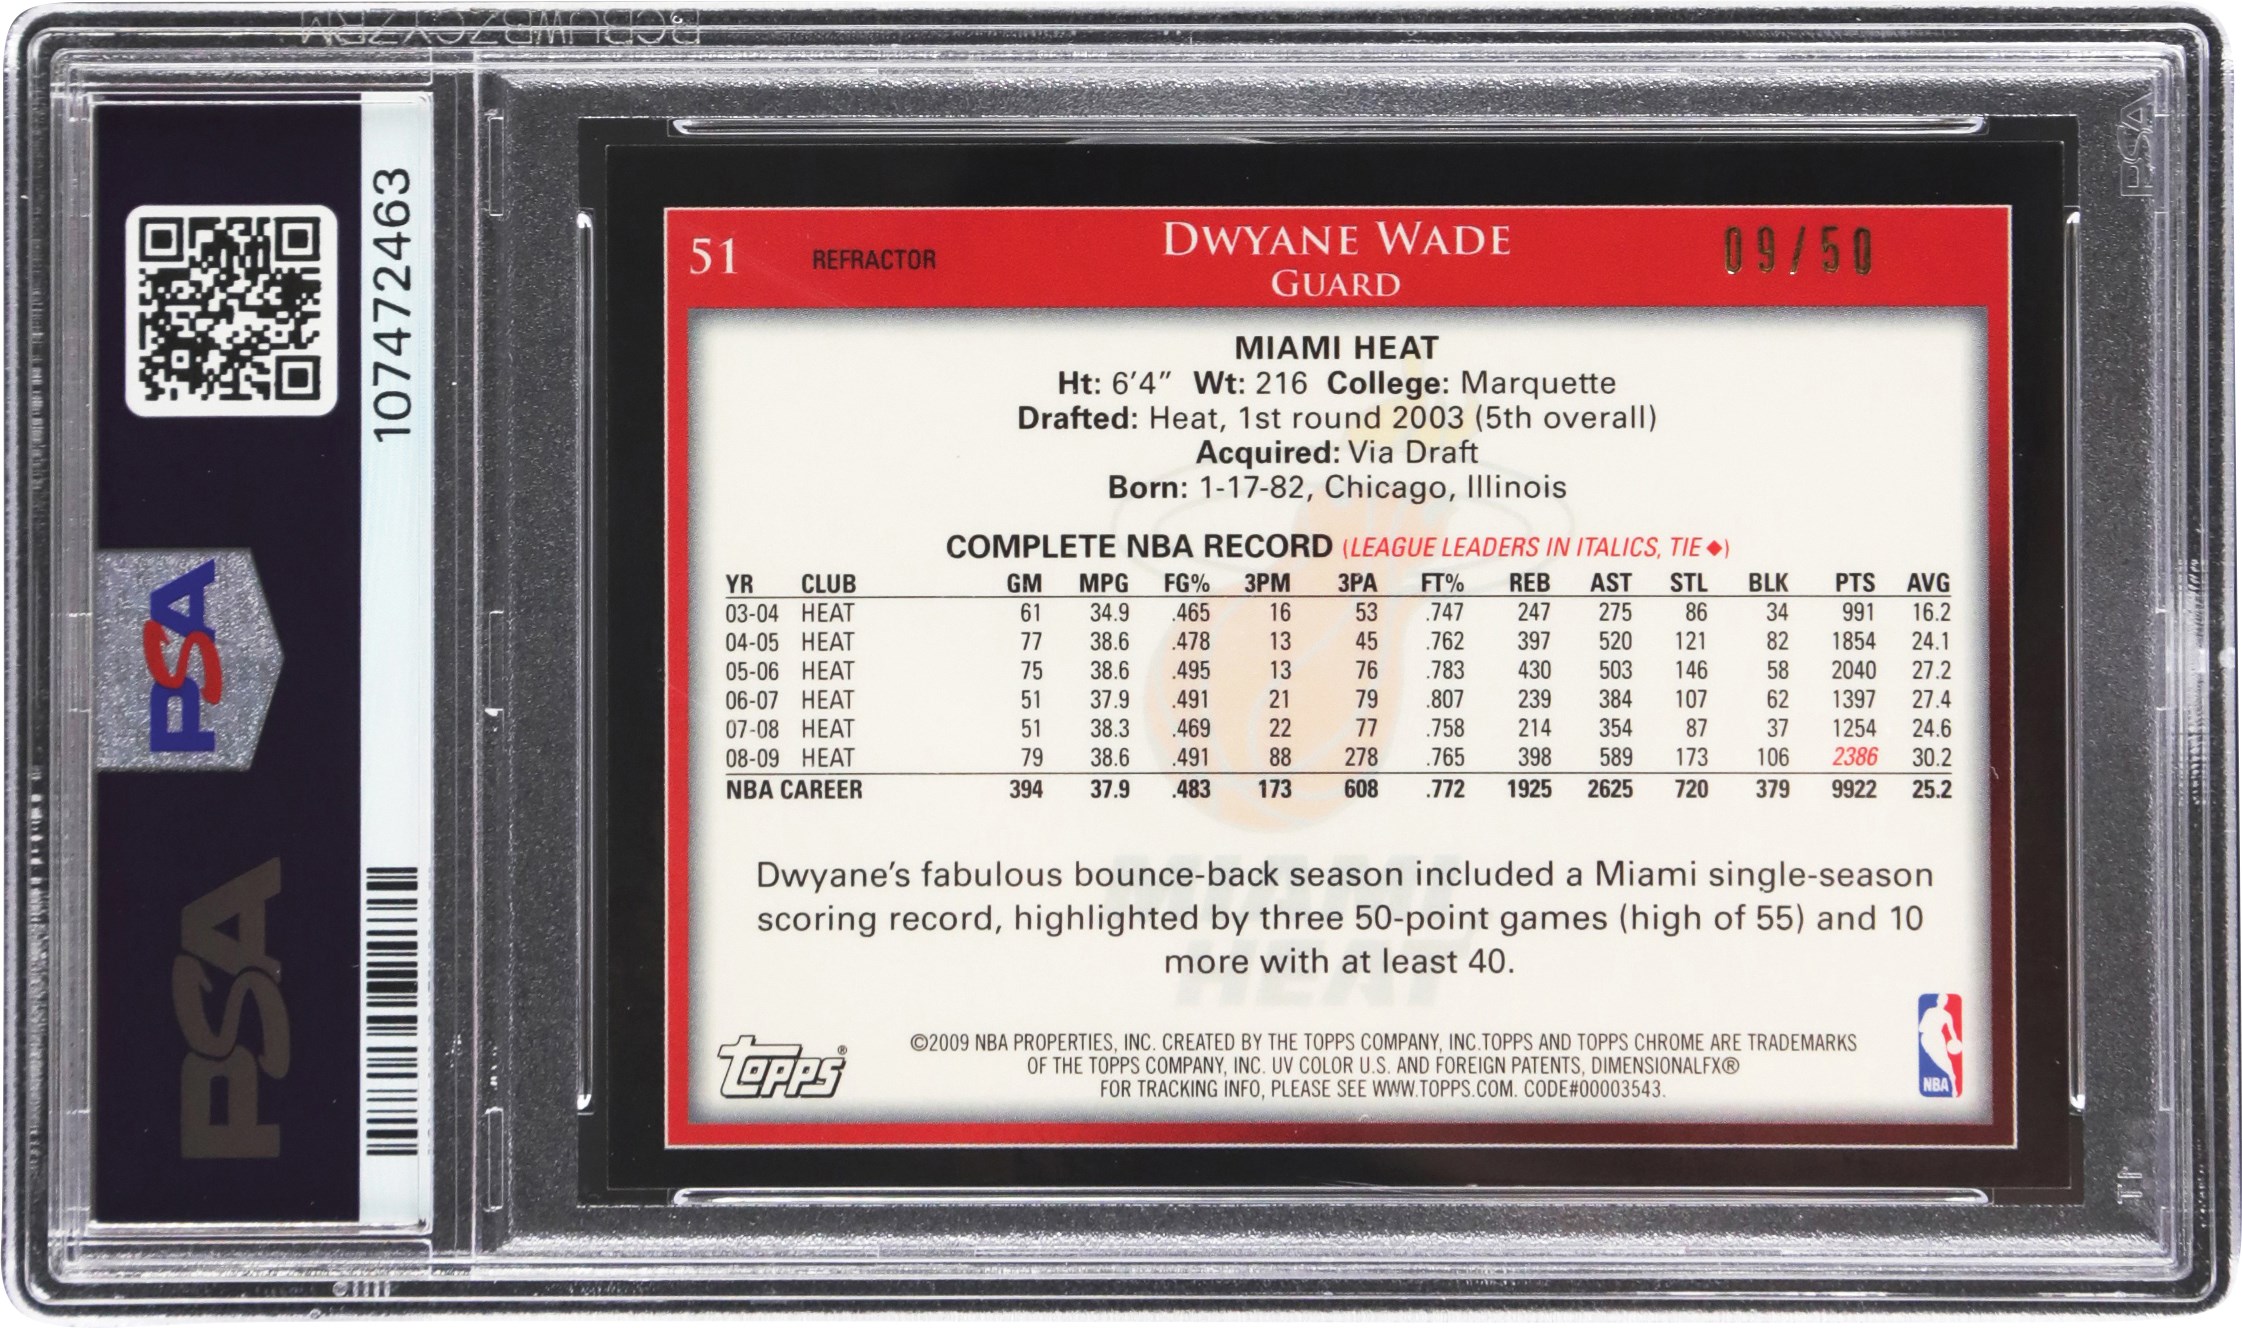 107472463
PSA
PSA
PSA
51 REFRACTOR DWYANE WADE 09/50
GUARD
MIAMI HEAT
Ht: 6'4" Wt: 216 College: Marquette
Drafted: Heat, 1st round 2003 (5th overall)
Acquired: Via Draft
Born: 1-17-82, Chicago, Illinois
COMPLETE NBA RECORD (LEAGUE LEADERS IN ITALICS, TIE ♦)
YR CLUB GM MPG FG% 3PM 3PA FT% REB AST STL BLK PTS AVG
03-04 HEAT 61 34.9 .465 16 53 .747 247 275 86 34 991 16.2
04-05 HEAT 77 38.6 .478 13 45 .762 397 520 121 82 1854 24.1
05-06 HEAT 75 38.6 .495 13 76 .783 430 503 146 58 2040 27.2
06-07 HEAT 51 37.9 .491 21 79 .807 239 384 107 62 1397 27.4
07-08 HEAT 51 38.3 .469 22 77 .758 214 354 87 37 1254 24.6
08-09 HEAT 79 38.6 .491 88 278 .765 398 589 173 106 2386 30.2
NBA CAREER 394 37.9 .483 173 608 .772 1925 2625 720 379 9922 25.2
Dwyane's fabulous bounce-back season included a Miami single-season
scoring record, highlighted by three 50-point games (high of 55) and 10
more with at least 40.
MIAMI
HEAT
TOPPS®
©2009 NBA PROPERTIES, INC. CREATED BY THE TOPPS COMPANY, INC.TOPPS AND TOPPS CHROME ARE TRADEMARKS
OF THE TOPPS COMPANY, INC. UV COLOR U.S. AND FOREIGN PATENTS, DIMENSIONALFX®
FOR TRACKING INFO, PLEASE SEE WWW.TOPPS.COM. CODE#00003543.
NBA